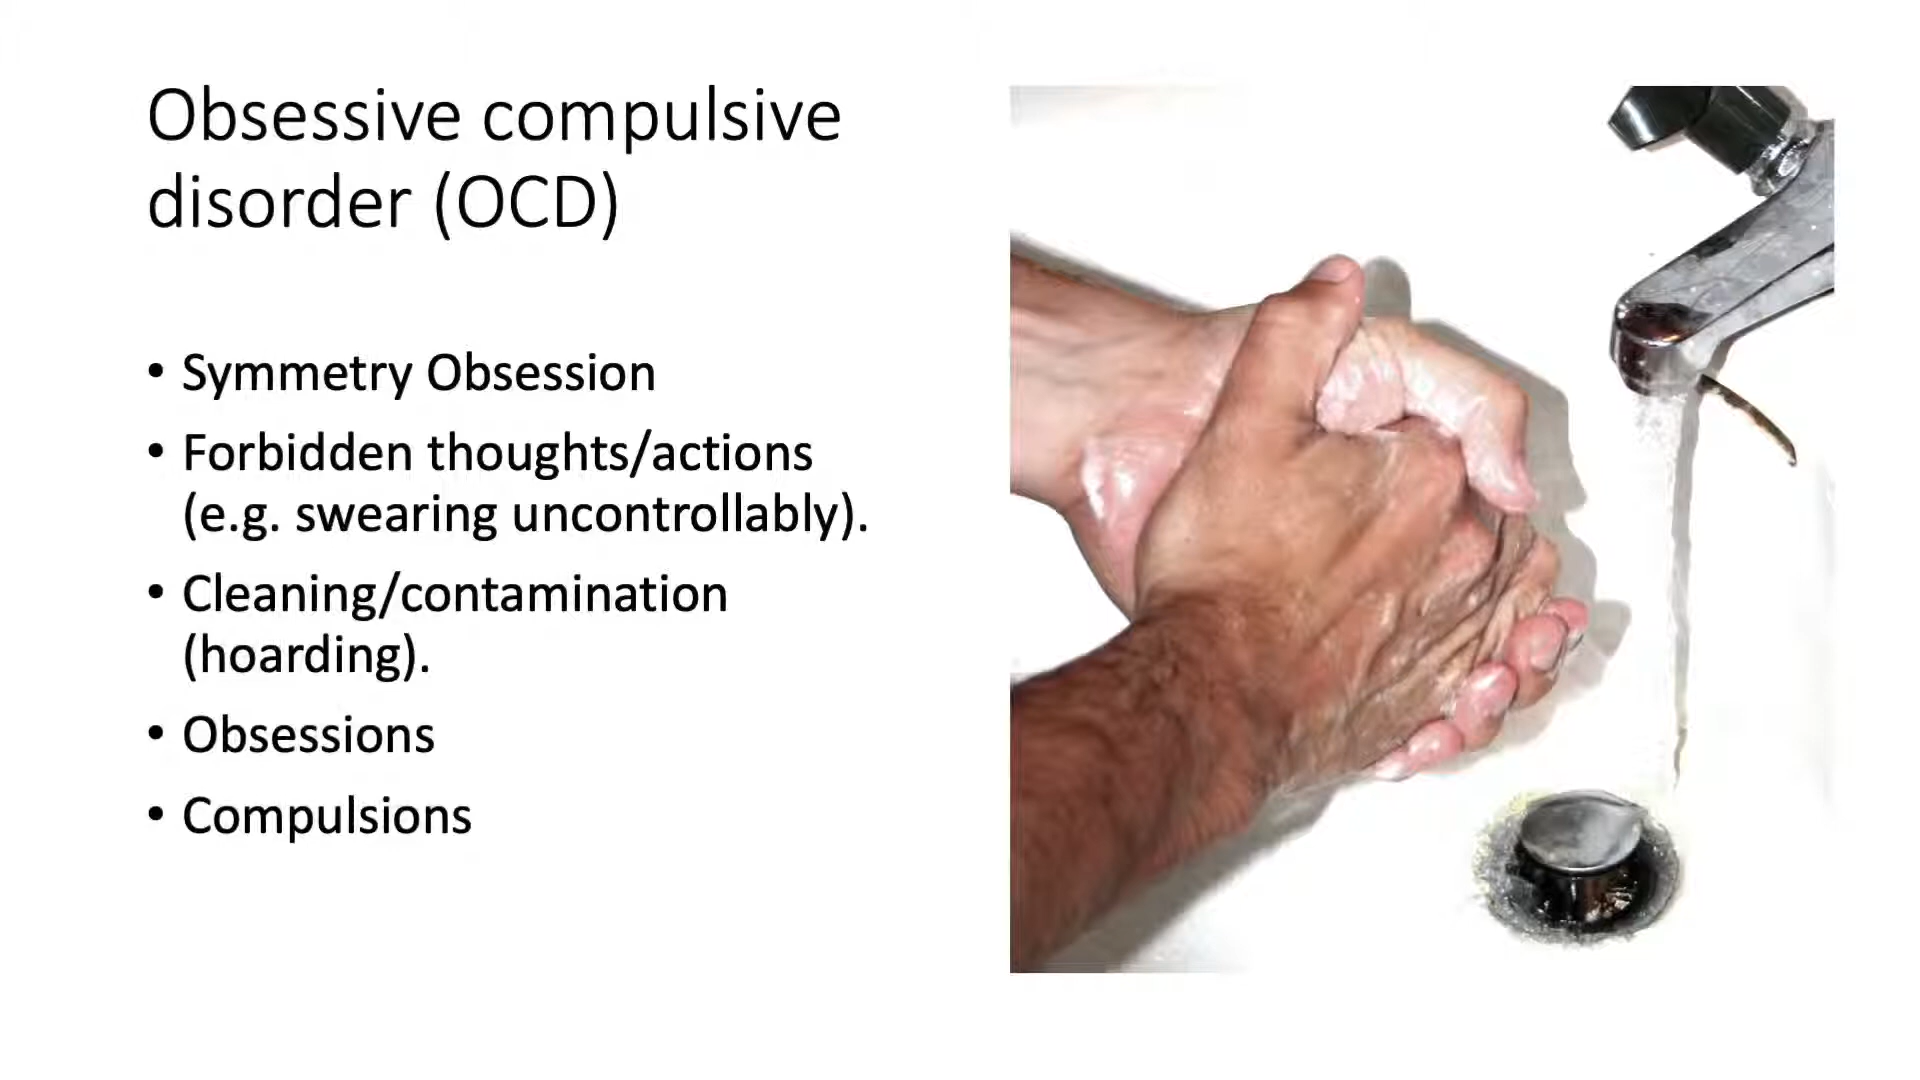 Obsessive compulsive
disorder (OCD)
• Symmetry Obsession
• Forbidden thoughts/actions
(e.g. swearing uncontrollably).
• Cleaning/contamination
(hoarding).
• Obsessions
• Compulsions